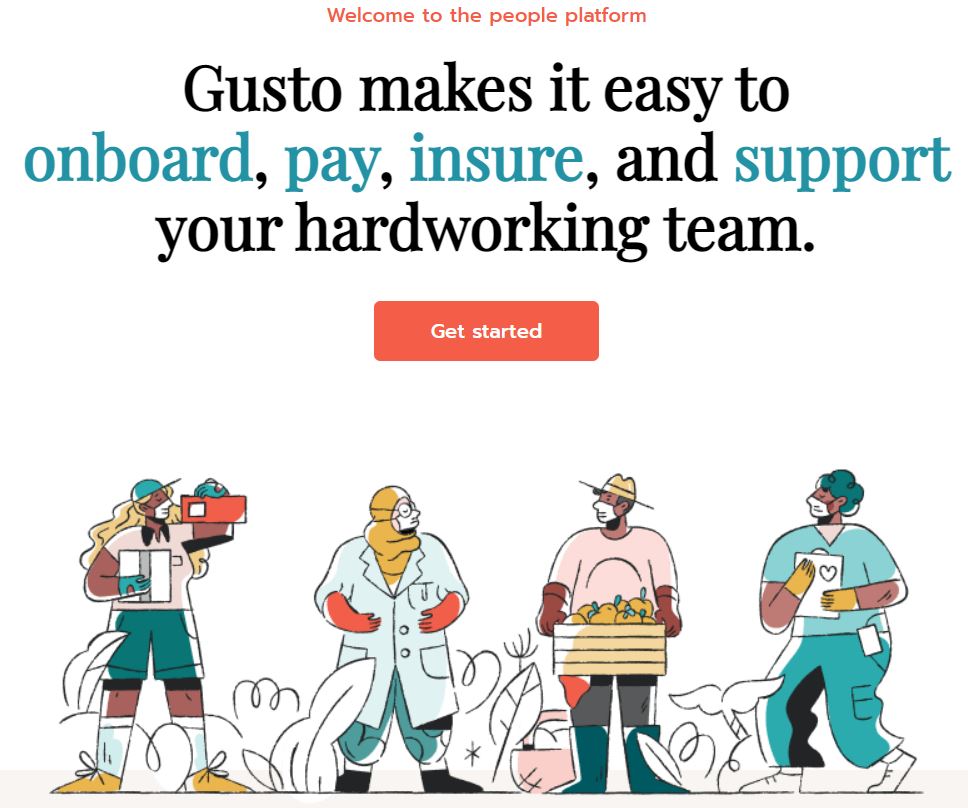 Welcome to the people platform
Gusto makes it easy to
onboard, pay, insure, and support
your hardworking team.
Get started